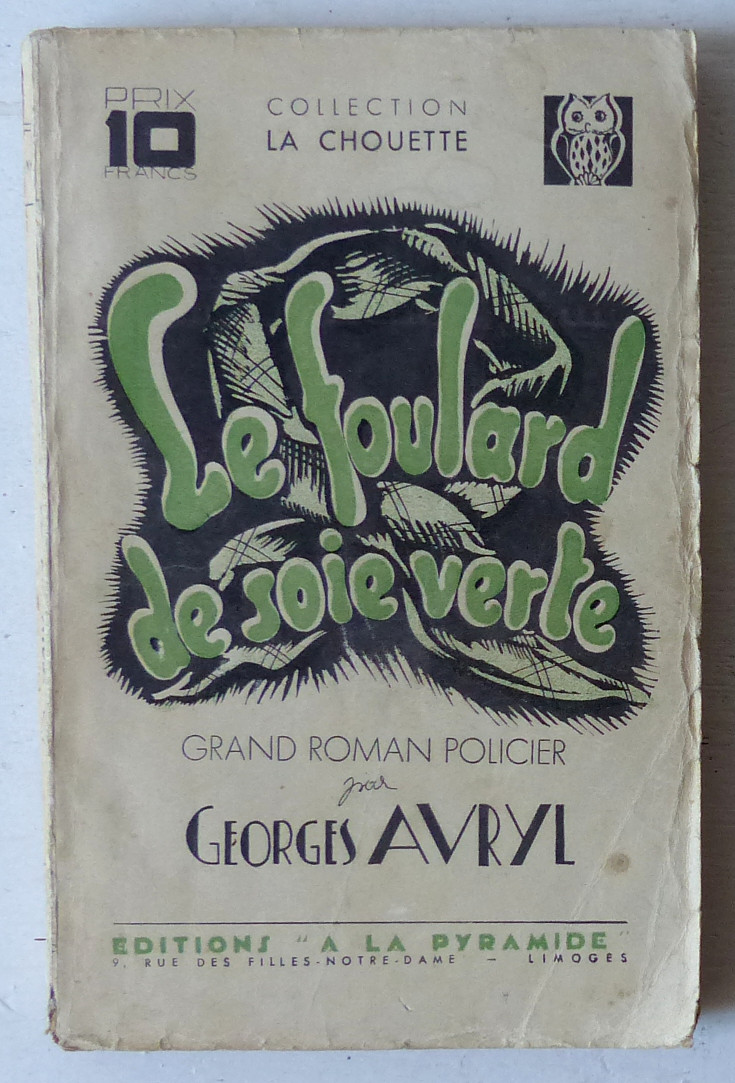 PRIX
10
FRANCS
COLLECTION
LA CHOUETTE
Le foulard
de soie verte
GRAND ROMAN POLICIER
par
GEORGES AVRYL
EDITIONS "A LA PYRAMIDE"
9, RUE DES FILLES-NOTRE-DAME – LIMOGES